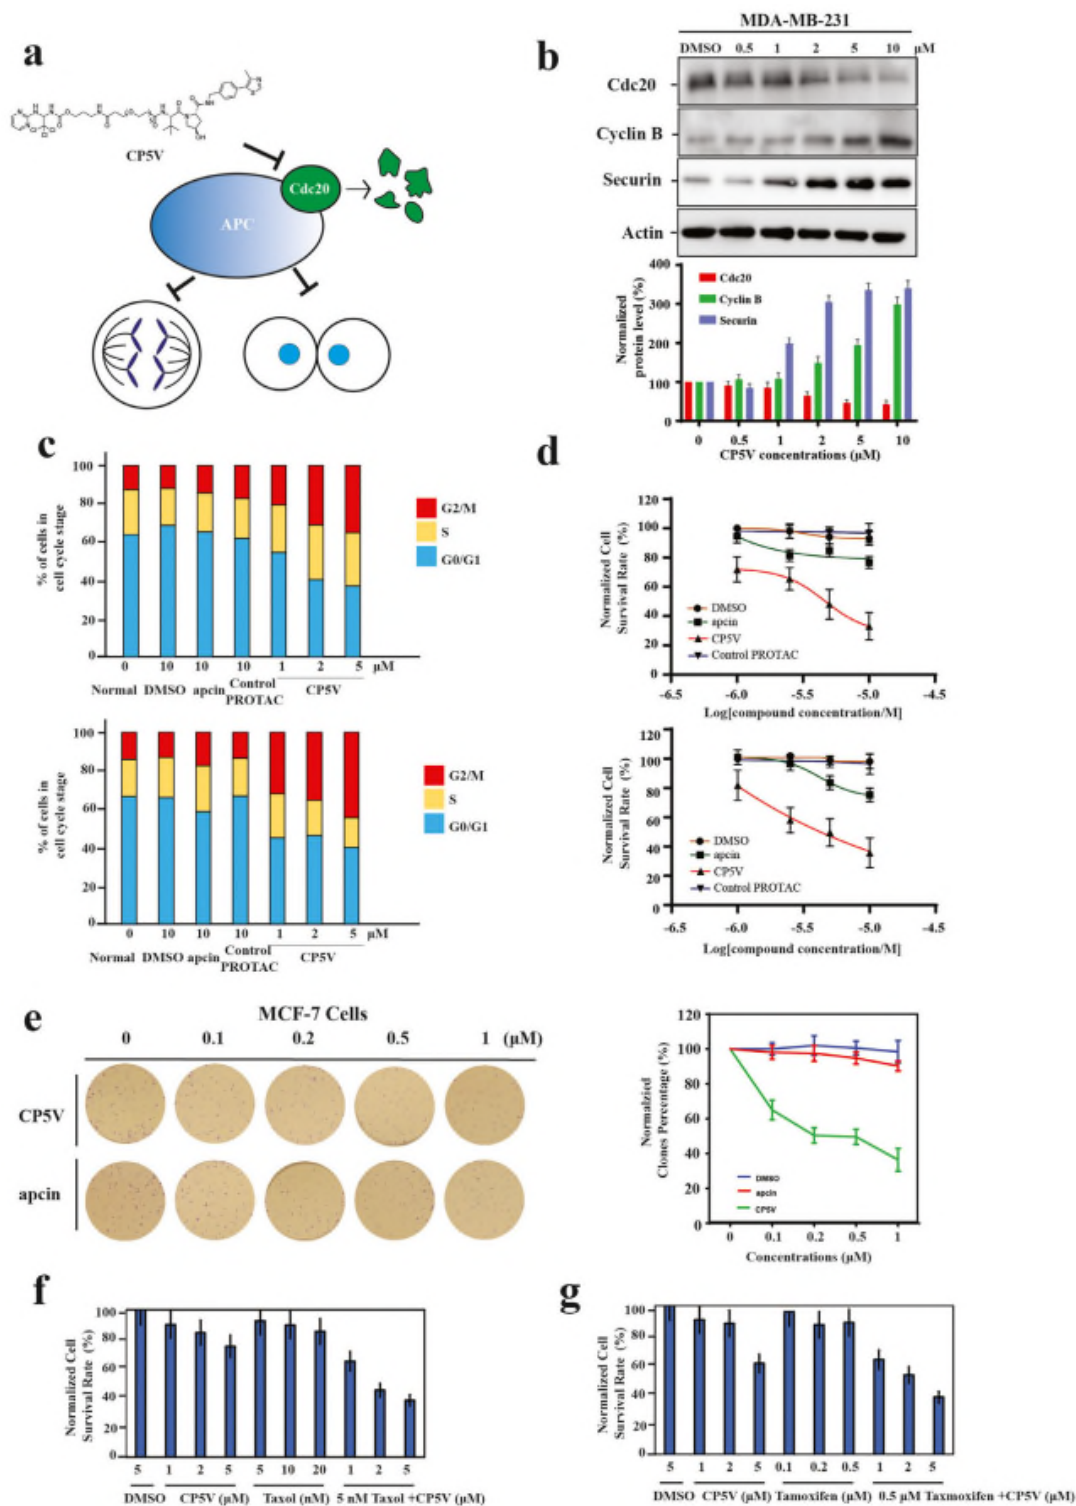 a
CP5V
Cdc20
APC
b
MDA-MB-231
DMSO 0.5 1 2 5 10 μM
Cdc20
Cyclin B
Securin
Actin
Normalized
protein level (%)
400
300
200
100
0
Cdc20
Cyclin B
Securin
0 0.5 1 2 5 10
CP5V concentrations (μM)
c
% of cells in
cell cycle stage
100
80
60
40
20
0
G2/M
S
G0/G1
0 10 10 10 1 2 5 μM
Normal DMSO apcin Control
PROTAC CP5V
% of cells in
cell cycle stage
100
80
60
40
20
0
G2/M
S
G0/G1
0 10 10 10 1 2 5 μM
Normal DMSO apcin Control
PROTAC CP5V
d
Normalized Cell
Survival Rate (%)
120
100
80
60
40
20
0
DMSO
apcin
CP5V
Control PROTAC
-6.5 -6.0 -5.5 -5.0 -4.5
Log[compound concentration/M]
Normalized Cell
Survival Rate (%)
120
100
80
60
40
20
0
DMSO
apcin
CP5V
Control PROTAC
-6.5 -6.0 -5.5 -5.0 -4.5
Log[compound concentration/M]
e
MCF-7 Cells
0 0.1 0.2 0.5 1 (μM)
CP5V
apcin
Normalzied
Clones Percentage (%)
120
100
80
60
40
20
0
DMSO
apcin
CP5V
0 0.1 0.2 0.5 1
Concentrations (μM)
f
Normalized Cell
Survival Rate (%)
100
80
60
40
20
0
5 1 2 5 5 10 20 1 2 5
DMSO CP5V (μM) Taxol (nM) 5 nM Taxol +CP5V (μM)
g
Normalized Cell
Survival Rate (%)
100
80
60
40
20
0
5 1 2 5 0.1 0.2 0.5 1 2 5
DMSO CP5V (μM) Tamoxifen (μM) 0.5 μM Taxmoxifen +CP5V (μM)